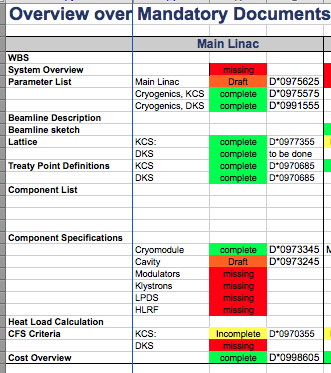 Overview over Mandatory Documents
Main Linac
WBS
System Overview missing
Parameter List Main Linac Draft D*0975625
Cryogenics, KCS complete D*0975575
Cryogenics, DKS complete D*0991555
Beamline Description
Beamline sketch
Lattice KCS: complete D*0977355
DKS complete to be done
Treaty Point Definitions KCS: complete D*0970685
DKS complete D*0970685
Component List
Component Specifications
Cryomodule complete D*0973345
Cavity Draft D*0973245
Modulators missing
Klystrons missing
LPDS missing
HLRF missing
Heat Load Calculation
CFS Criteria KCS: Incomplete D*0970355
DKS missing
Cost Overview complete D*0998605